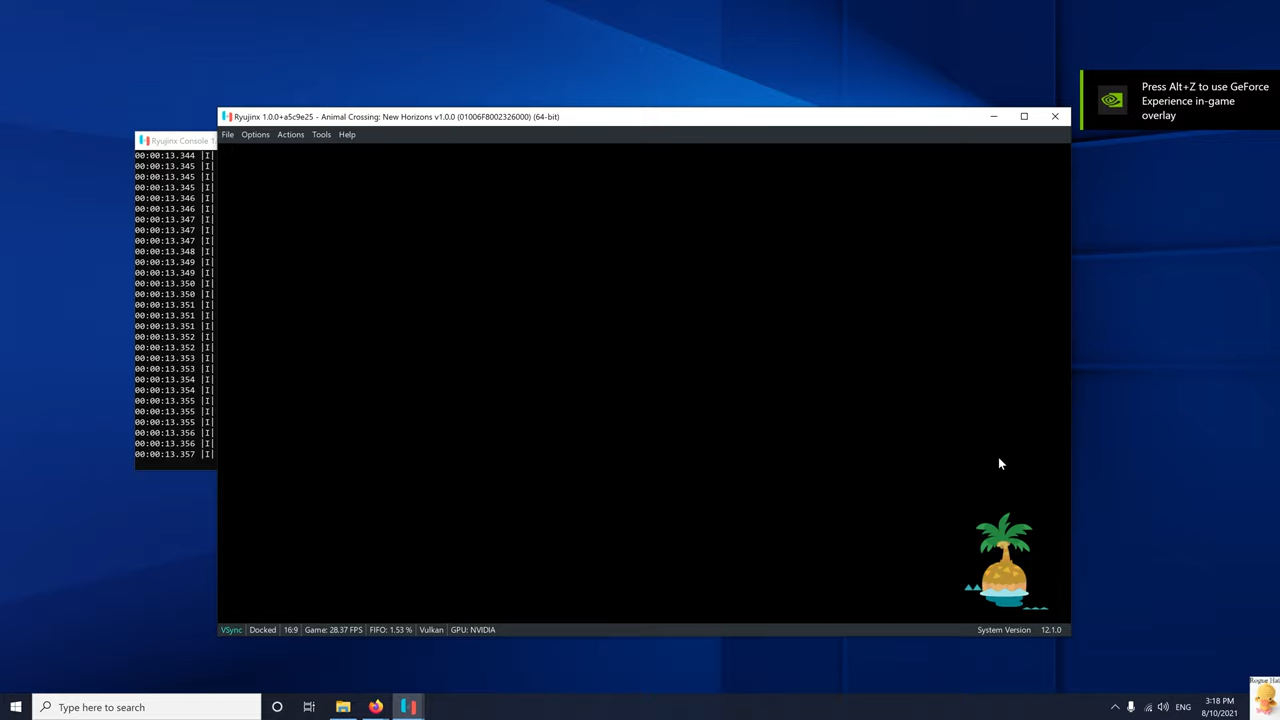 Press Alt+Z to use GeForce
Experience in-game
overlay
Ryujinx 1.0.0+a5c9e25 - Animal Crossing: New Horizons v1.0.0 (01006F8002326000) (64-bit)
File Options Actions Tools Help
Ryujinx Console 1.
00:00:13.344 |I|
00:00:13.345 |I|
00:00:13.345 |I|
00:00:13.345 |I|
00:00:13.346 |I|
00:00:13.346 |I|
00:00:13.347 |I|
00:00:13.347 |I|
00:00:13.347 |I|
00:00:13.348 |I|
00:00:13.349 |I|
00:00:13.349 |I|
00:00:13.350 |I|
00:00:13.350 |I|
00:00:13.351 |I|
00:00:13.351 |I|
00:00:13.351 |I|
00:00:13.352 |I|
00:00:13.352 |I|
00:00:13.353 |I|
00:00:13.353 |I|
00:00:13.354 |I|
00:00:13.354 |I|
00:00:13.355 |I|
00:00:13.355 |I|
00:00:13.355 |I|
00:00:13.356 |I|
00:00:13.356 |I|
00:00:13.357 |I|
VSync Docked 16:9 Game: 28.37 FPS FIFO: 1.53 % Vulkan GPU: NVIDIA System Version 12.1.0
Type here to search
ENG
3:18 PM
8/10/2021